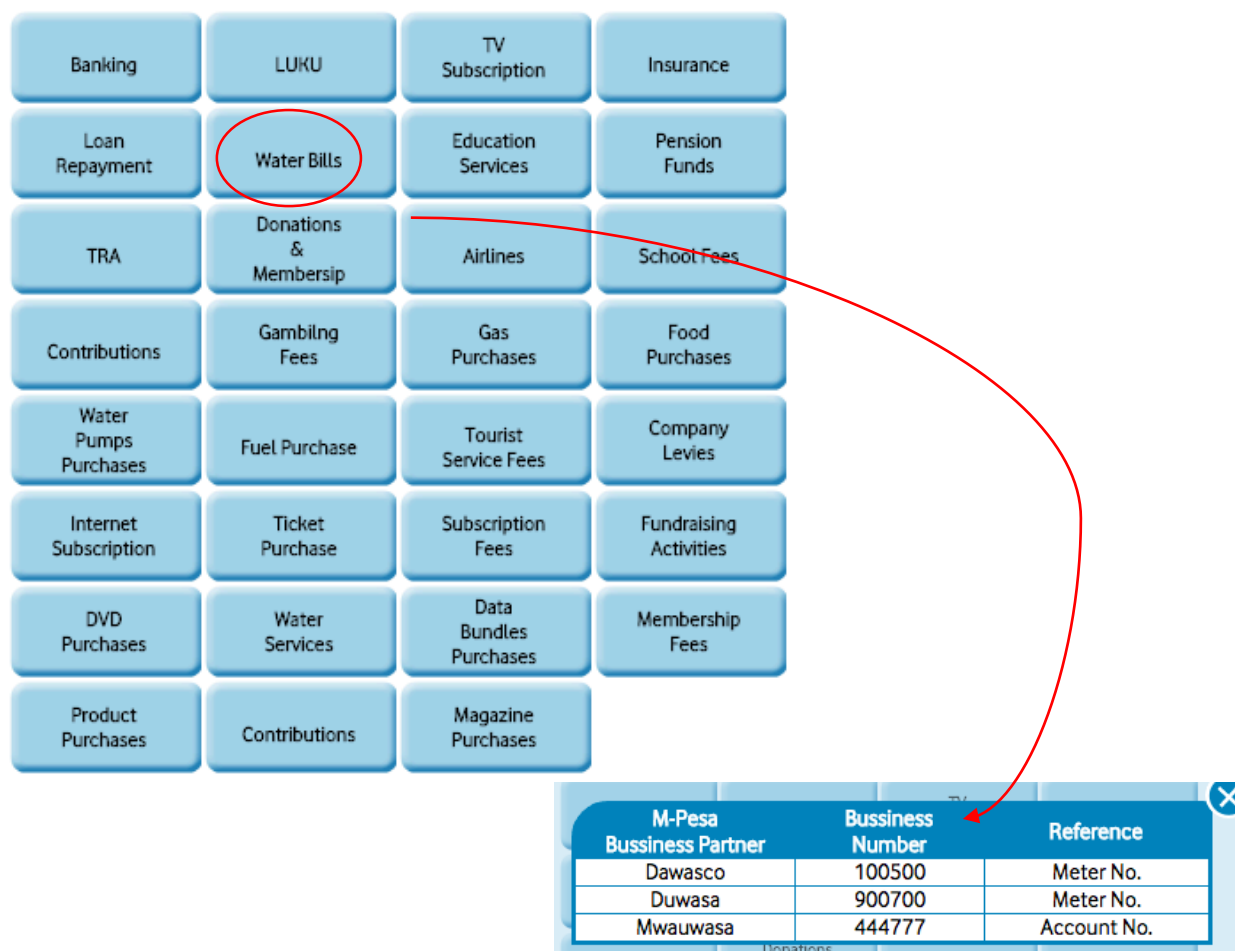 Banking
LUKU
TV
Subscription
Insurance
Loan
Repayment
Water Bills
Education
Services
Pension
Funds
TRA
Donations
&
Membersip
Airlines
School Fees
Contributions
Gambilng
Fees
Gas
Purchases
Food
Purchases
Water
Pumps
Purchases
Fuel Purchase
Tourist
Service Fees
Company
Levies
Internet
Subscription
Ticket
Purchase
Subscription
Fees
Fundraising
Activities
DVD
Purchases
Water
Services
Data
Bundles
Purchases
Membership
Fees
Product
Purchases
Contributions
Magazine
Purchases
TV
M-Pesa
Bussiness Partner
Bussiness
Number
Reference
Dawasco 100500 Meter No.
Duwasa 900700 Meter No.
Mwauwasa 444777 Account No.
Donations